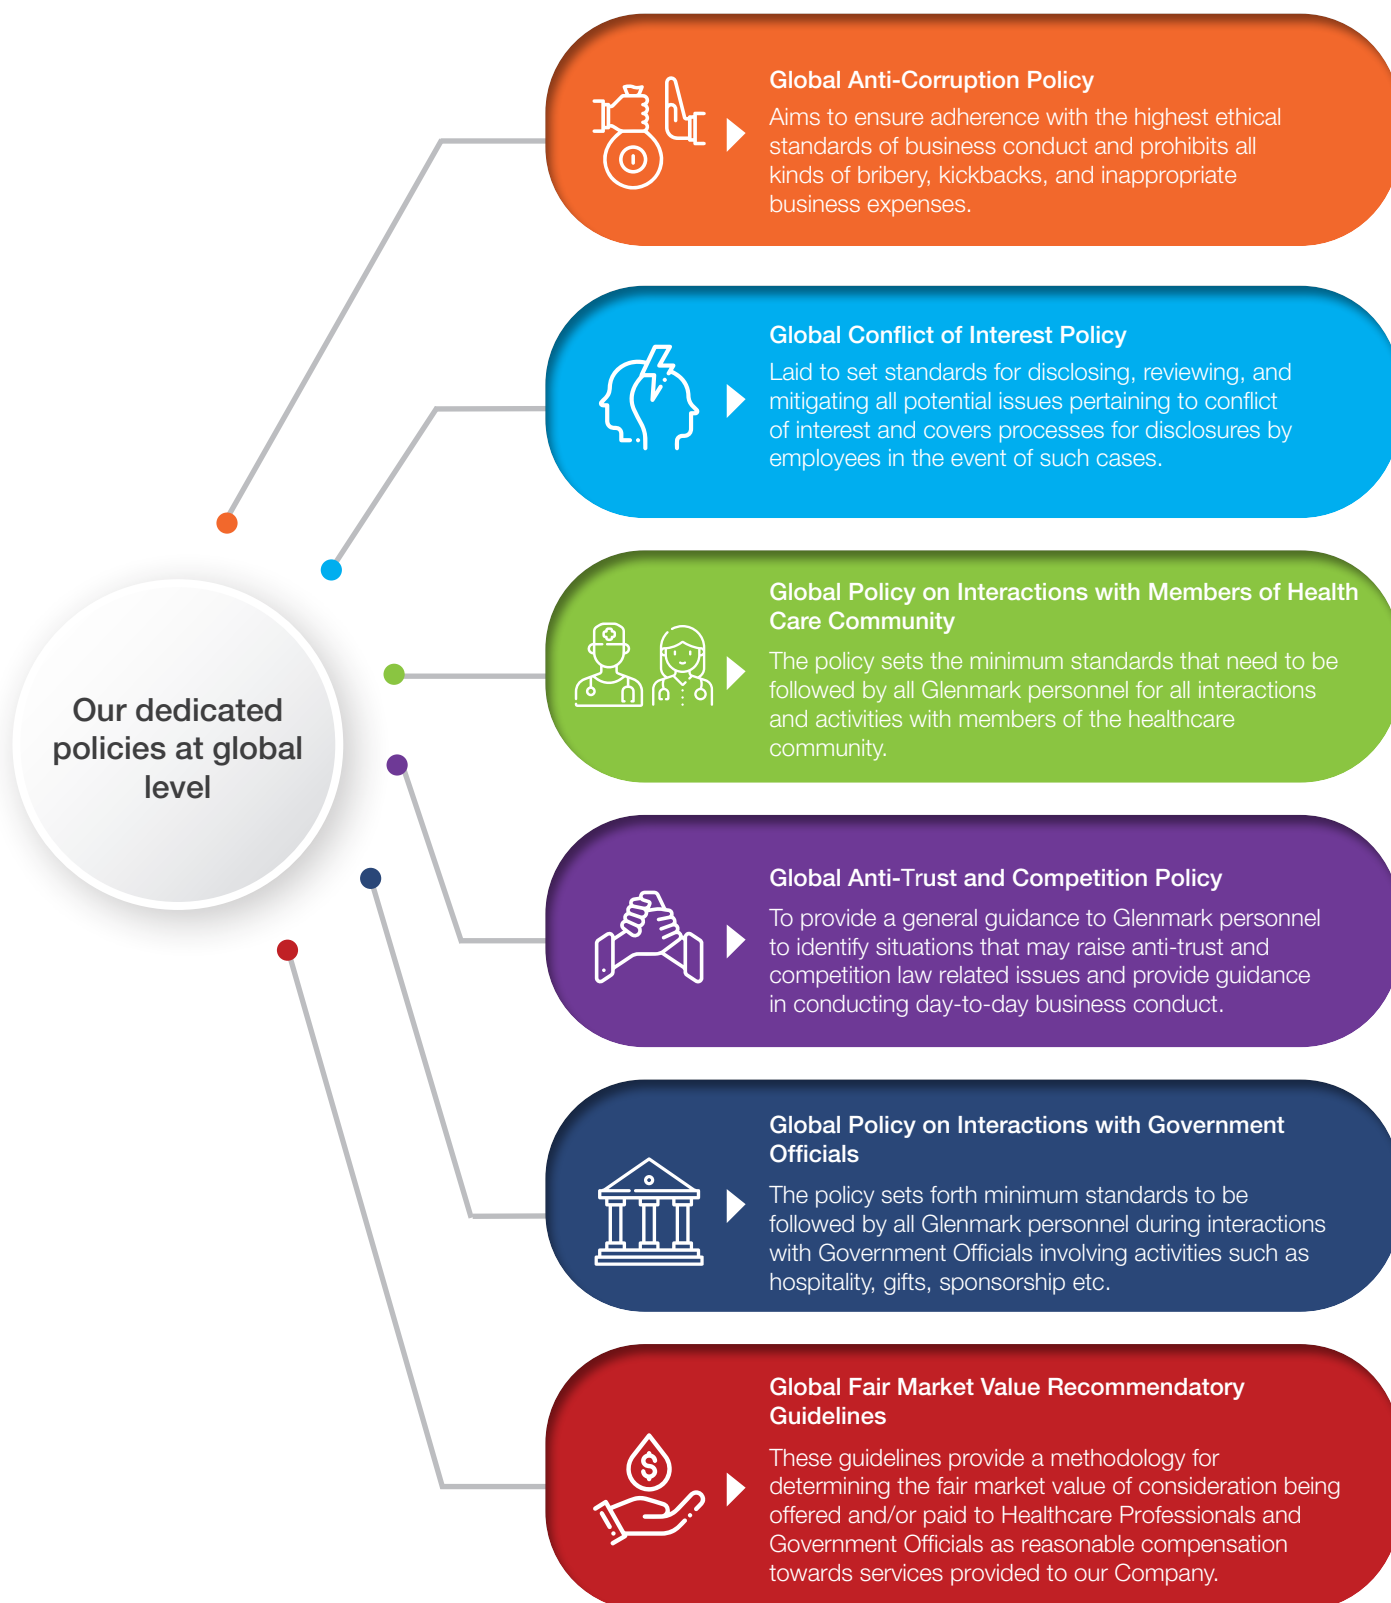 Global Anti-Corruption Policy
Aims to ensure adherence with the highest ethical
standards of business conduct and prohibits all
kinds of bribery, kickbacks, and inappropriate
business expenses.
Global Conflict of Interest Policy
Laid to set standards for disclosing, reviewing, and
mitigating all potential issues pertaining to conflict
of interest and covers processes for disclosures by
employees in the event of such cases.
Global Policy on Interactions with Members of Health
Care Community
The policy sets the minimum standards that need to be
followed by all Glenmark personnel for all interactions
and activities with members of the healthcare
community.
Our dedicated
policies at global
level
Global Anti-Trust and Competition Policy
To provide a general guidance to Glenmark personnel
to identify situations that may raise anti-trust and
competition law related issues and provide guidance
in conducting day-to-day business conduct.
Global Policy on Interactions with Government
Officials
The policy sets forth minimum standards to be
followed by all Glenmark personnel during interactions
with Government Officials involving activities such as
hospitality, gifts, sponsorship etc.
Global Fair Market Value Recommendatory
Guidelines
These guidelines provide a methodology for
determining the fair market value of consideration being
offered and/or paid to Healthcare Professionals and
Government Officials as reasonable compensation
towards services provided to our Company.
$